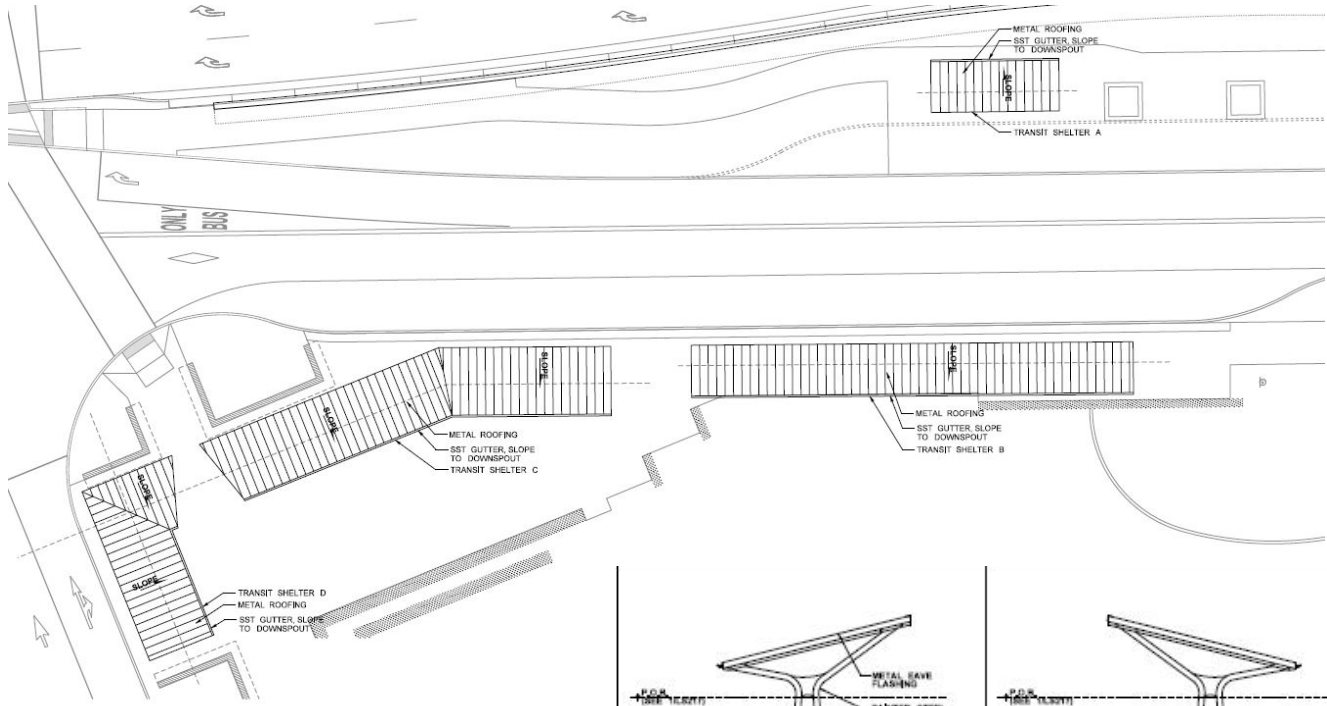 METAL ROOFING
SST GUTTER, SLOPE
TO DOWNSPOUT
SLOPE
TRANSIT SHELTER A
ONLY
BUS
SLOPE
SLOPE
SLOPE
METAL ROOFING
SST GUTTER, SLOPE
TO DOWNSPOUT
TRANSIT SHELTER C
METAL ROOFING
SST GUTTER, SLOPE
TO DOWNSPOUT
TRANSIT SHELTER B
SLOPE
SLOPE
TRANSIT SHELTER D
METAL ROOFING
SST GUTTER, SLOPE
TO DOWNSPOUT
METAL EAVE
FLASHING